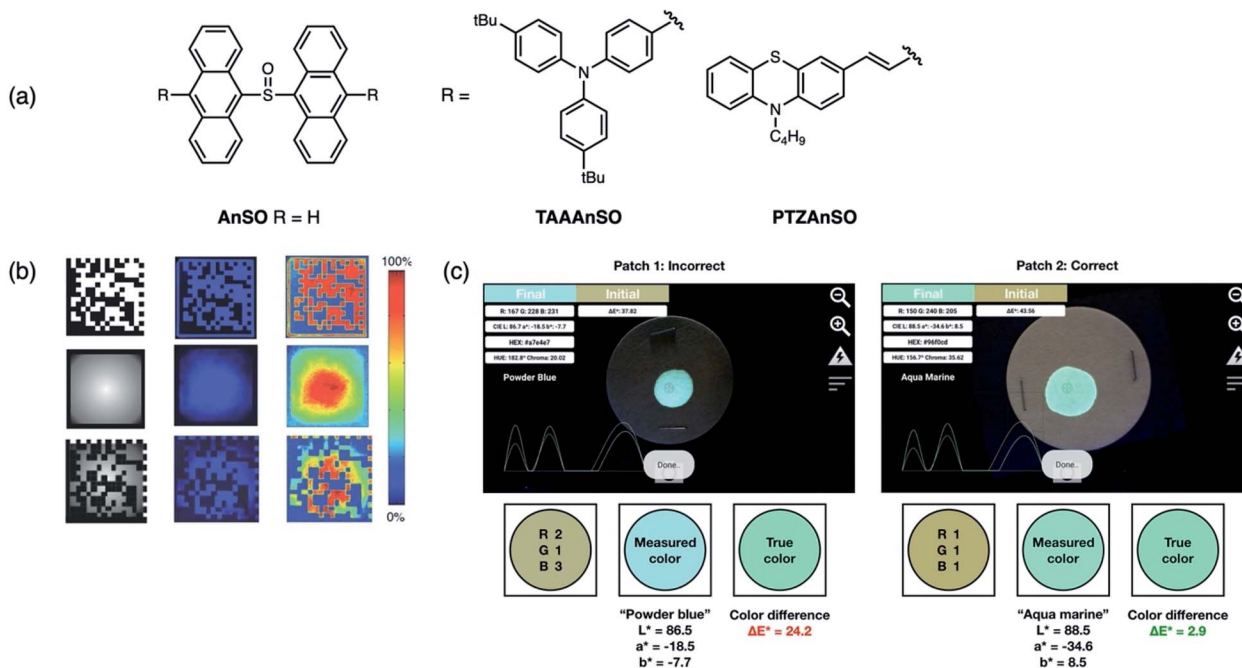 (a)
R
O
S
R
R =
tBu
N
tBu
S
N
C4H9
AnSO R = H
TAAAnSO
PTZAnSO
(b)
100%
0%
(c)
Patch 1: Incorrect
Final
Initial
R: 167 G: 228 B: 231
ΔE*: 37.82
CIE L: 86.7 a*: -18.5 b*: -7.7
HEX: #a7e4e7
HUE: 182.8° Chroma: 20.02
Powder Blue
Done..
R 2
G 1
B 3
Measured
color
True
color
"Powder blue"
L* = 86.5
a* = -18.5
b* = -7.7
Color difference
ΔE* = 24.2
Patch 2: Correct
Final
Initial
R: 150 G: 240 B: 205
ΔE*: 43.56
CIE L: 88.5 a*: -34.6 b*: 8.5
HEX: #96f0cd
HUE: 156.7° Chroma: 35.62
Aqua Marine
Done..
R 1
G 1
B 1
Measured
color
True
color
"Aqua marine"
L* = 88.5
a* = -34.6
b* = 8.5
Color difference
ΔE* = 2.9